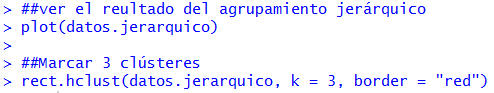 > ##ver el reultado del agrupamiento jerárquico
> plot(datos.jerarquico)
>
> ##Marcar 3 clústeres
> rect.hclust(datos.jerarquico, k = 3, border = "red")